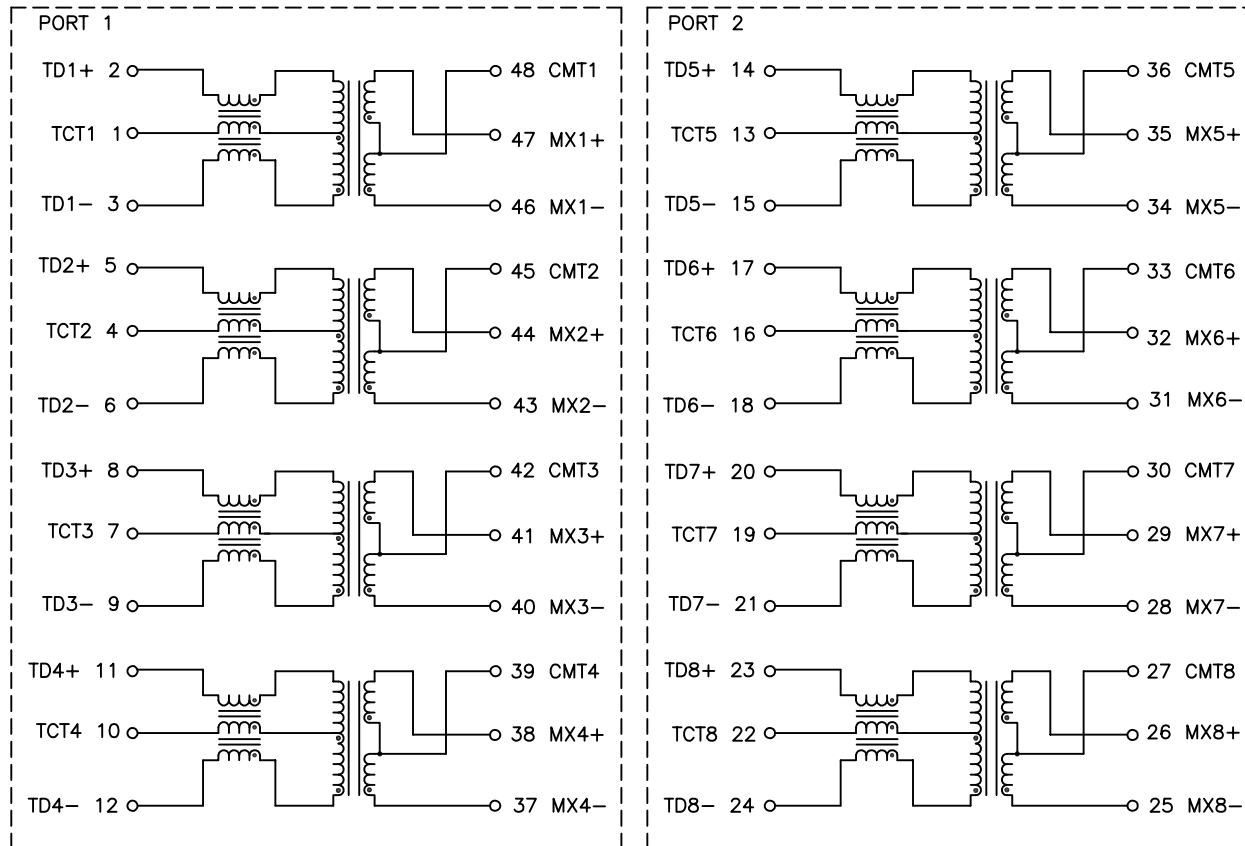 PORT 1
TD1+ 2
48 CMT1
TCT1 1
47 MX1+
TD1− 3
46 MX1−
TD2+ 5
45 CMT2
TCT2 4
44 MX2+
TD2− 6
43 MX2−
TD3+ 8
42 CMT3
TCT3 7
41 MX3+
TD3− 9
40 MX3−
TD4+ 11
39 CMT4
TCT4 10
38 MX4+
TD4− 12
37 MX4−
PORT 2
TD5+ 14
36 CMT5
TCT5 13
35 MX5+
TD5− 15
34 MX5−
TD6+ 17
33 CMT6
TCT6 16
32 MX6+
TD6− 18
31 MX6−
TD7+ 20
30 CMT7
TCT7 19
29 MX7+
TD7− 21
28 MX7−
TD8+ 23
27 CMT8
TCT8 22
26 MX8+
TD8− 24
25 MX8−